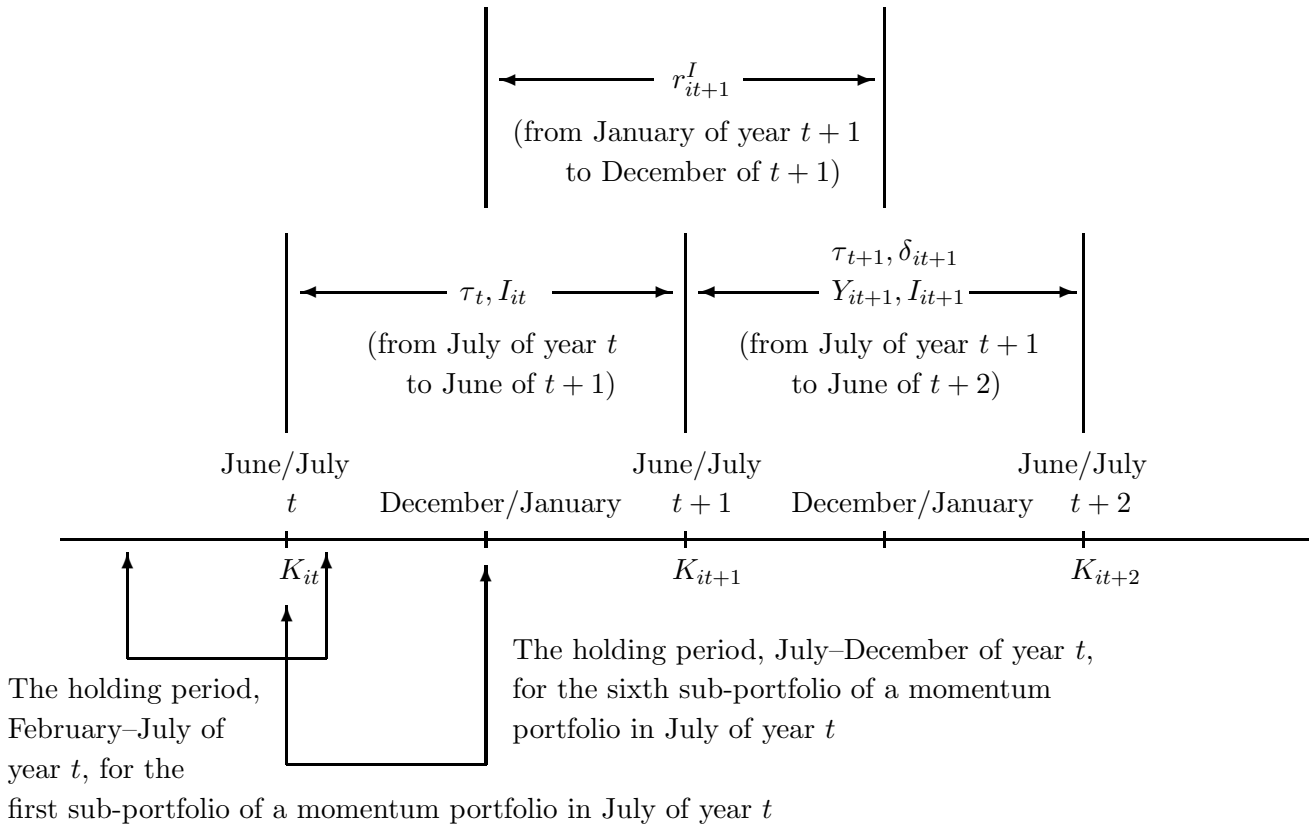 r^I_{it+1}
(from January of year t + 1
to December of t + 1)
τ_t, I_{it}
(from July of year t
to June of t + 1)
τ_{t+1}, δ_{it+1}
Y_{it+1}, I_{it+1}
(from July of year t + 1
to June of t + 2)
June/July
t
December/January
June/July
t + 1
December/January
June/July
t + 2
K_{it}
K_{it+1}
K_{it+2}
The holding period,
February–July of
year t, for the
first sub-portfolio of a momentum portfolio in July of year t
The holding period, July–December of year t,
for the sixth sub-portfolio of a momentum
portfolio in July of year t